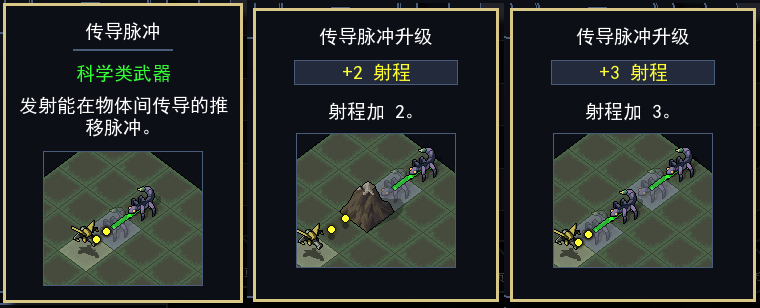 传导脉冲
科学类武器
发射能在物体间传导的推
移脉冲。
传导脉冲升级
+2 射程
射程加 2。
传导脉冲升级
+3 射程
射程加 3。